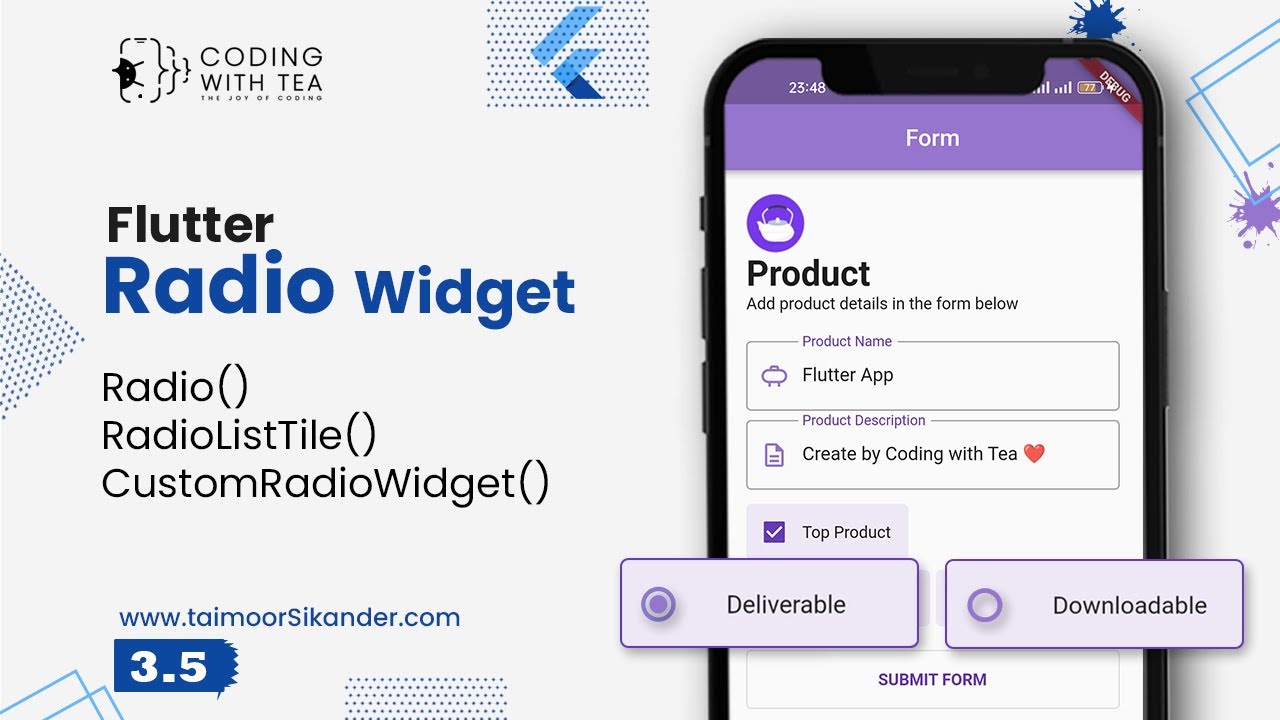 CODING
WITH TEA
THE JOY OF CODING
Flutter
Radio Widget
Radio()
RadioListTile()
CustomRadioWidget()
www.taimoorSikander.com
3.5
23:48
77
DEBUG
Form
Product
Add product details in the form below
Product Name
Flutter App
Product Description
Create by Coding with Tea ❤️
Top Product
Deliverable
Downloadable
SUBMIT FORM